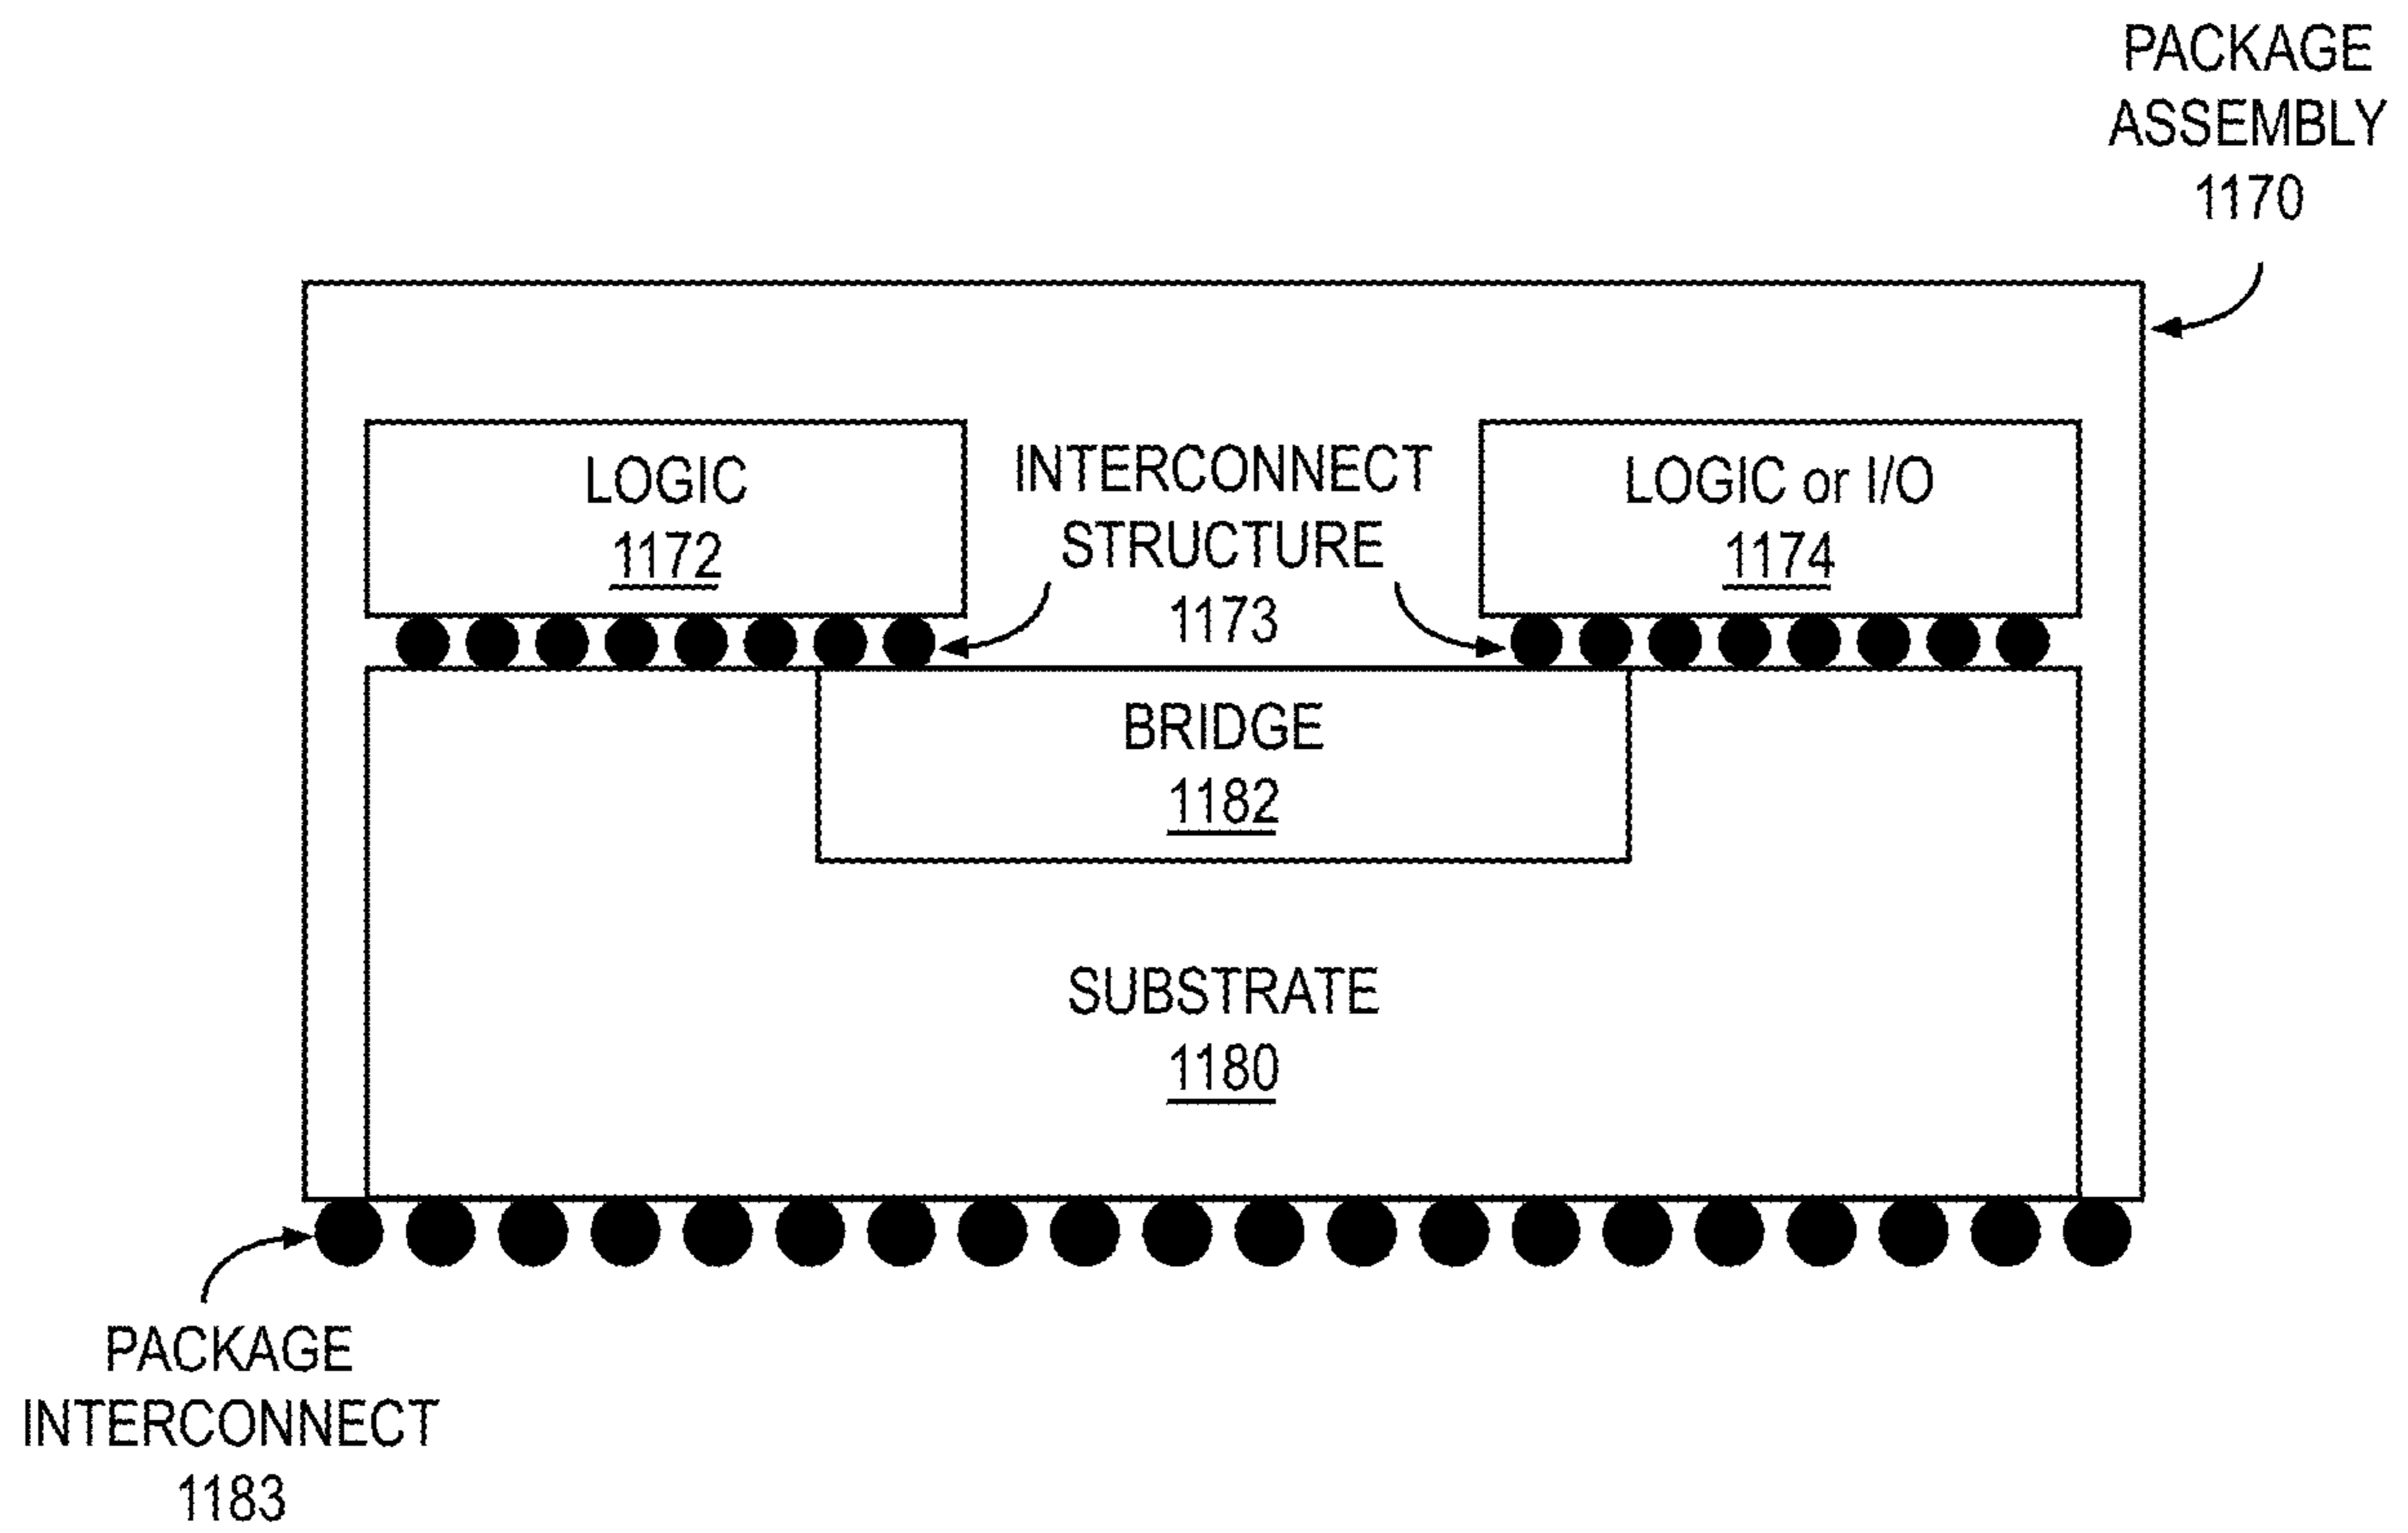 PACKAGE
ASSEMBLY
1170
LOGIC
1172
INTERCONNECT
STRUCTURE
1173
LOGIC or I/O
1174
BRIDGE
1182
SUBSTRATE
1180
PACKAGE
INTERCONNECT
1183